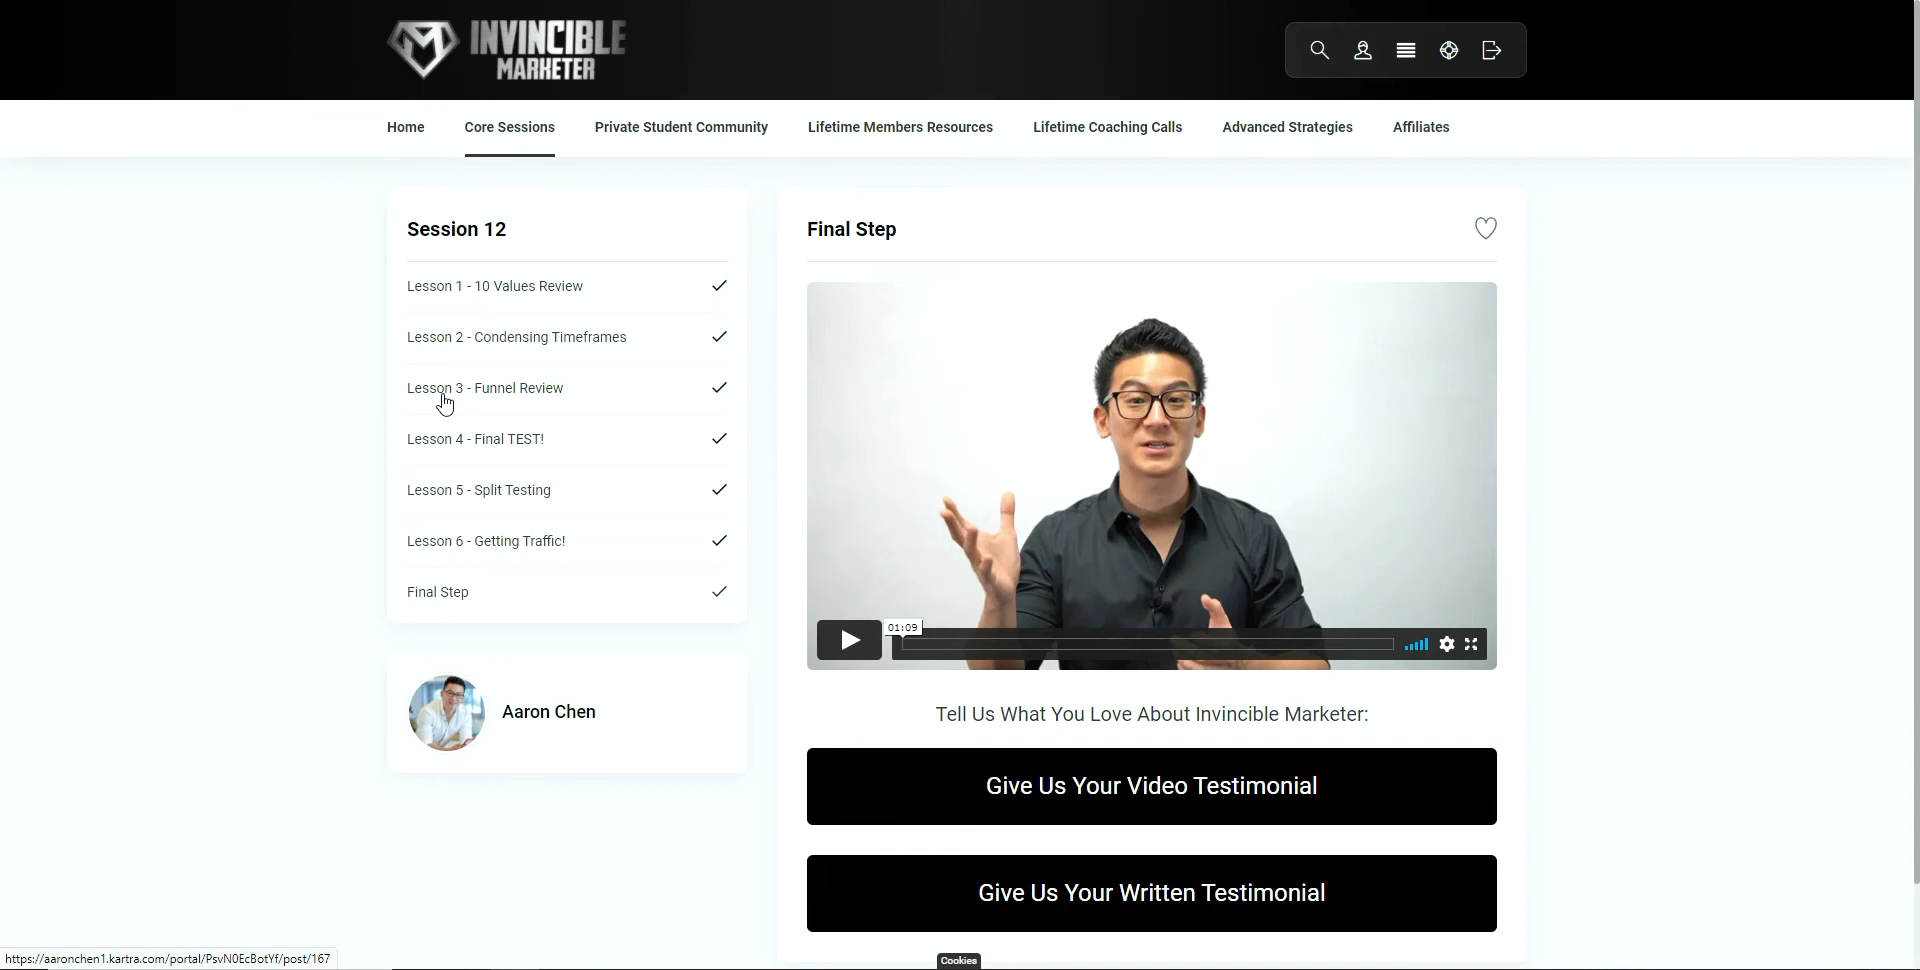 INVINCIBLE
MARKETER
Home
Core Sessions
Private Student Community
Lifetime Members Resources
Lifetime Coaching Calls
Advanced Strategies
Affiliates
Session 12
Lesson 1 - 10 Values Review
Lesson 2 - Condensing Timeframes
Lesson 3 - Funnel Review
Lesson 4 - Final TEST!
Lesson 5 - Split Testing
Lesson 6 - Getting Traffic!
Final Step
Aaron Chen
Final Step
01:09
Tell Us What You Love About Invincible Marketer:
Give Us Your Video Testimonial
Give Us Your Written Testimonial
https://aaronchen1.kartra.com/portal/PsvN0EcBotYf/post/167
Cookies